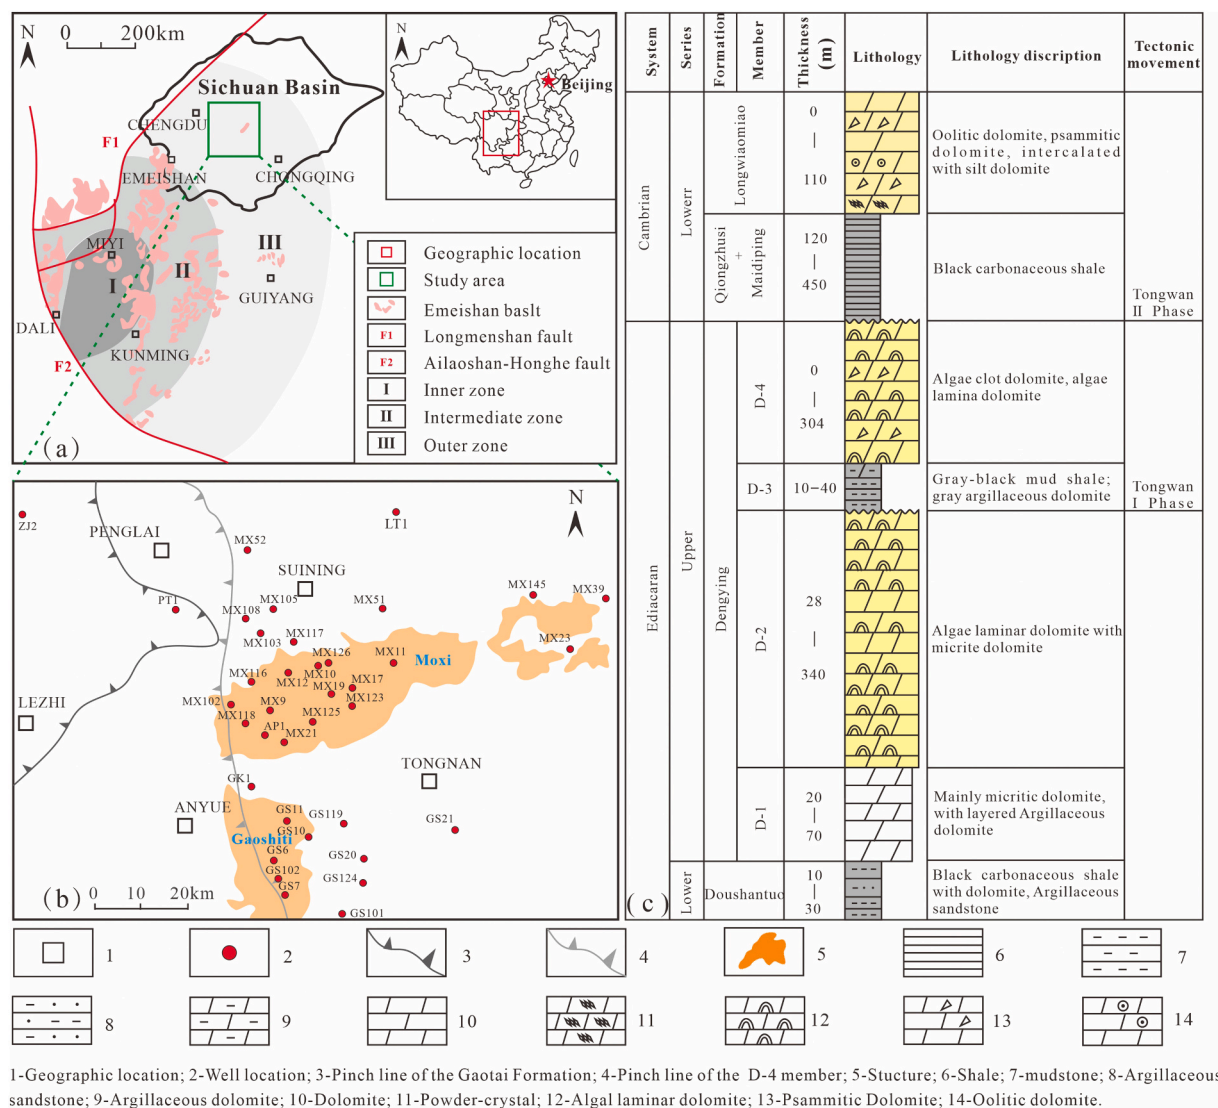 N
0 200km
Sichuan Basin
CHENGDU
F1
EMEISHAN
CHONGQING
MIYI
I
II
III
GUIYANG
DALI
KUNMING
F2
(a)
N
Beijing
Geographic location
Study area
Emeishan baslt
F1 Longmenshan fault
F2 Ailaoshan-Honghe fault
I Inner zone
II Intermediate zone
III Outer zone
N
ZJ2
PENGLAI
LT1
MX52
SUINING
PT1
MX105
MX108
MX51
MX145
MX39
MX103
MX117
MX23
MX126
MX11
Moxi
MX116
MX10
MX12
MX17
MX19
MX102
MX9
MX123
LEZHI
MX118
MX125
AP1
MX21
TONGNAN
GK1
ANYUE
GS11
GS119
GS10
GS21
Gaoshiti
GS6
GS20
GS102
GS124
GS7
GS101
(b)
0 10 20km
System
Series
Formation
Member
Thickness (m)
Lithology
Lithology discription
Tectonic
movement
Cambrian
Lowerr
Longwiaomiao
0
|
110
Oolitic dolomite, psammitic
dolomite, intercalated
with silt dolomite
Qiongzhusi
+
Maidiping
120
|
450
Black carbonaceous shale
Tongwan
II Phase
Ediacaran
Upper
Dengying
D-4
0
|
304
Algae clot dolomite, algae
lamina dolomite
D-3
10-40
Gray-black mud shale;
gray argillaceous dolomite
Tongwan
I Phase
D-2
28
|
340
Algae laminar dolomite with
micrite dolomite
D-1
20
|
70
Mainly micritic dolomite,
with layered Argillaceous
dolomite
Lower
Doushantuo
10
|
30
Black carbonaceous shale
with dolomite, Argillaceous
sandstone
(c)
1
2
3
4
5
6
7
8
9
10
11
12
13
14
1-Geographic location; 2-Well location; 3-Pinch line of the Gaotai Formation; 4-Pinch line of the D-4 member; 5-Stucture; 6-Shale; 7-mudstone; 8-Argillaceous
sandstone; 9-Argillaceous dolomite; 10-Dolomite; 11-Powder-crystal; 12-Algal laminar dolomite; 13-Psammitic Dolomite; 14-Oolitic dolomite.